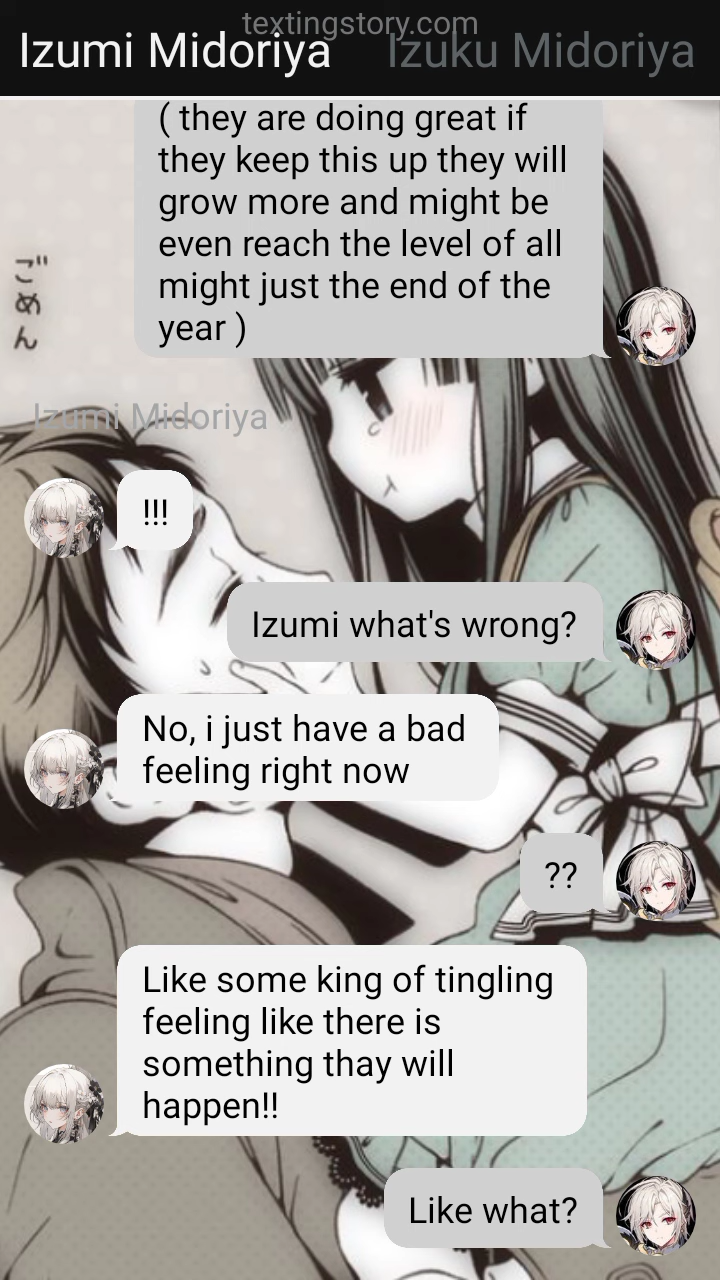 textingstory.com
Izumi Midoriya
Izuku Midoriya
( they are doing great if
they keep this up they will
grow more and might be
even reach the level of all
might just the end of the
year )
ごめん
Izumi Midoriya
!!!
Izumi what's wrong?
No, i just have a bad
feeling right now
??
Like some king of tingling
feeling like there is
something thay will
happen!!
Like what?